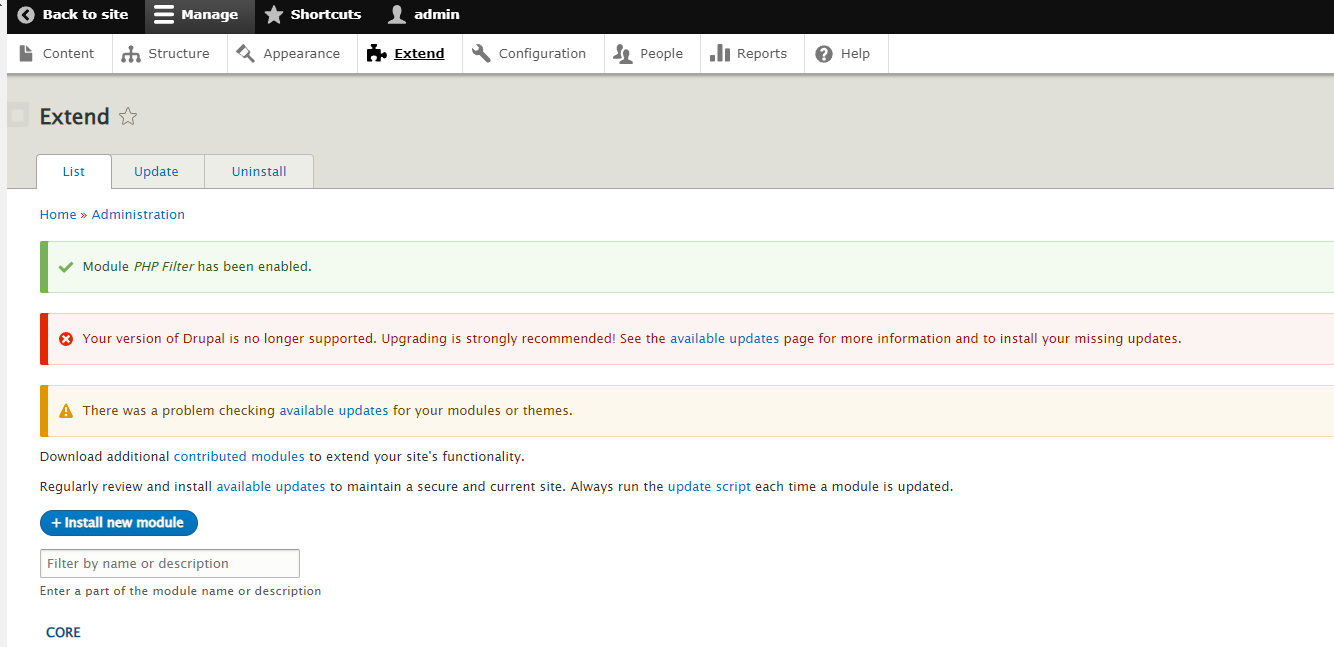 Back to site Manage Shortcuts admin
Content Structure Appearance Extend Configuration People Reports Help
Extend
List Update Uninstall
Home » Administration
Module PHP Filter has been enabled.
Your version of Drupal is no longer supported. Upgrading is strongly recommended! See the available updates page for more information and to install your missing updates.
There was a problem checking available updates for your modules or themes.
Download additional contributed modules to extend your site's functionality.
Regularly review and install available updates to maintain a secure and current site. Always run the update script each time a module is updated.
+ Install new module
Filter by name or description
Enter a part of the module name or description
CORE